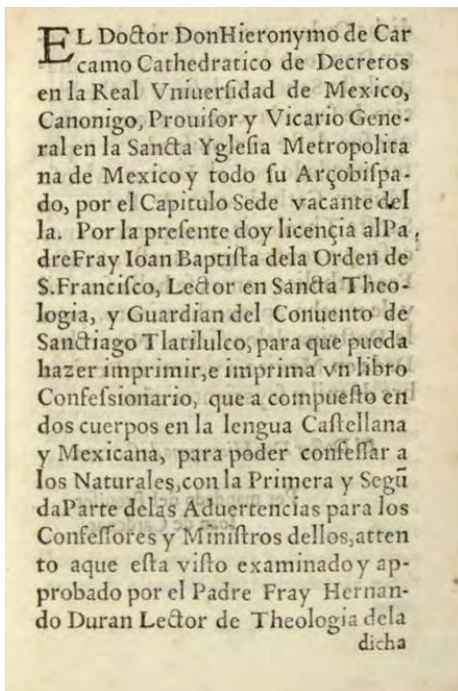 EL Doctor DonHieronymo de Car
camo Cathedratico de Decretos
en la Real Vniuerſidad de Mexico,
Canonigo, Prouiſor y Vicario Gene-
ral en la Sancta Ygleſia Metropolita
na de Mexico y todo ſu Arçobiſpa-
do, por el Capitulo Sede vacante del
la. Por la preſente doy licençia alPa
dreFray Ioan Baptiſta dela Orden de
S.Franciſco, Lector en Sancta Theo-
logia, y Guardian del Conuento de
Sanctiago Tlatilulco, para que pueda
hazer imprimir, e imprima vn libro
Confeſsionario, que a compueſto en
dos cuerpos en la lengua Caſtellana
y Mexicana, para poder confeſſar a
los Naturales, con la Primera y Segũ
daParte delas Aduertencias para los
Confeſſores y Miniſtros dellos, atten
to aque eſta viſto examinado y ap-
probado por el Padre Fray Hernan-
do Duran Lector de Theologia dela
dicha